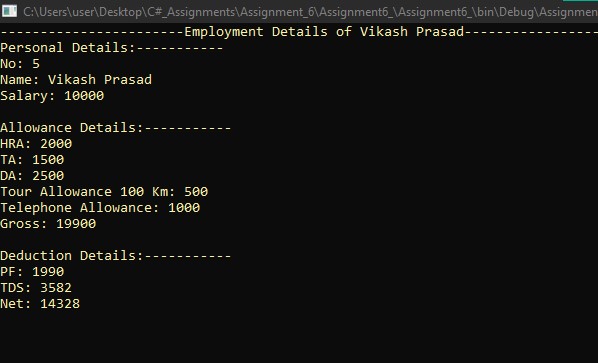 C:\Users\user\Desktop\C#_Assignments\Assignment_6\Assignment6_\Assignment6_\bin\Debug\Assignmen
-----------------------Employment Details of Vikash Prasad-----------------
Personal Details:-----------
No: 5
Name: Vikash Prasad
Salary: 10000
Allowance Details:-----------
HRA: 2000
TA: 1500
DA: 2500
Tour Allowance 100 Km: 500
Telephone Allowance: 1000
Gross: 19900
Deduction Details:-----------
PF: 1990
TDS: 3582
Net: 14328